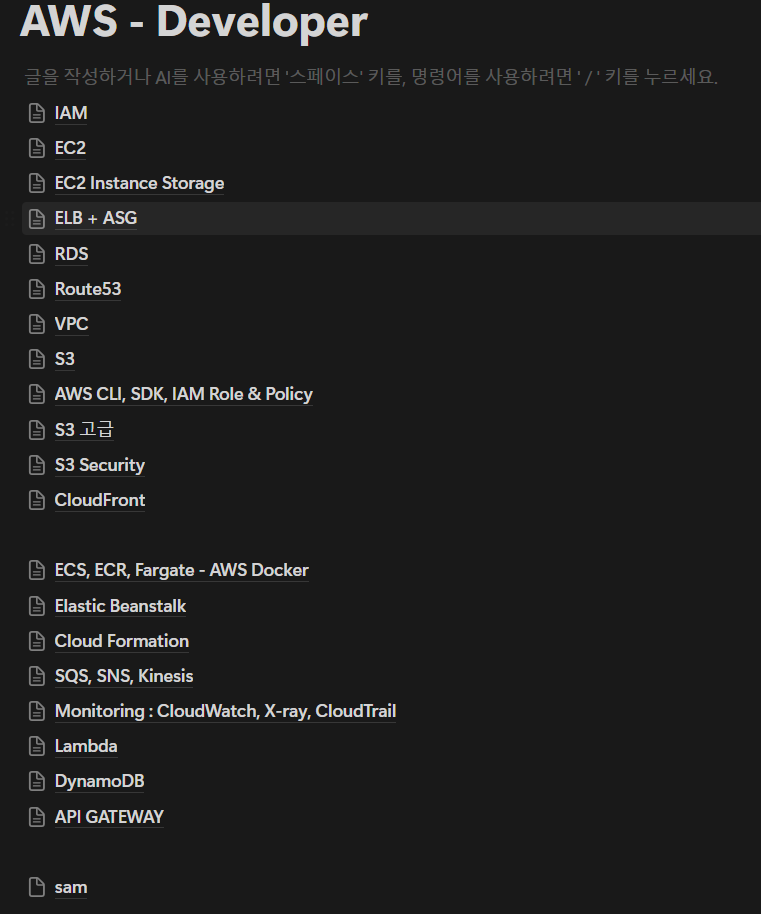 AWS - Developer
글을 작성하거나 AI를 사용하려면 '스페이스' 키를, 명령어를 사용하려면 ' / ' 키를 누르세요.
IAM
EC2
EC2 Instance Storage
ELB + ASG
RDS
Route53
VPC
S3
AWS CLI, SDK, IAM Role & Policy
S3 고급
S3 Security
CloudFront
ECS, ECR, Fargate - AWS Docker
Elastic Beanstalk
Cloud Formation
SQS, SNS, Kinesis
Monitoring : CloudWatch, X-ray, CloudTrail
Lambda
DynamoDB
API GATEWAY
sam